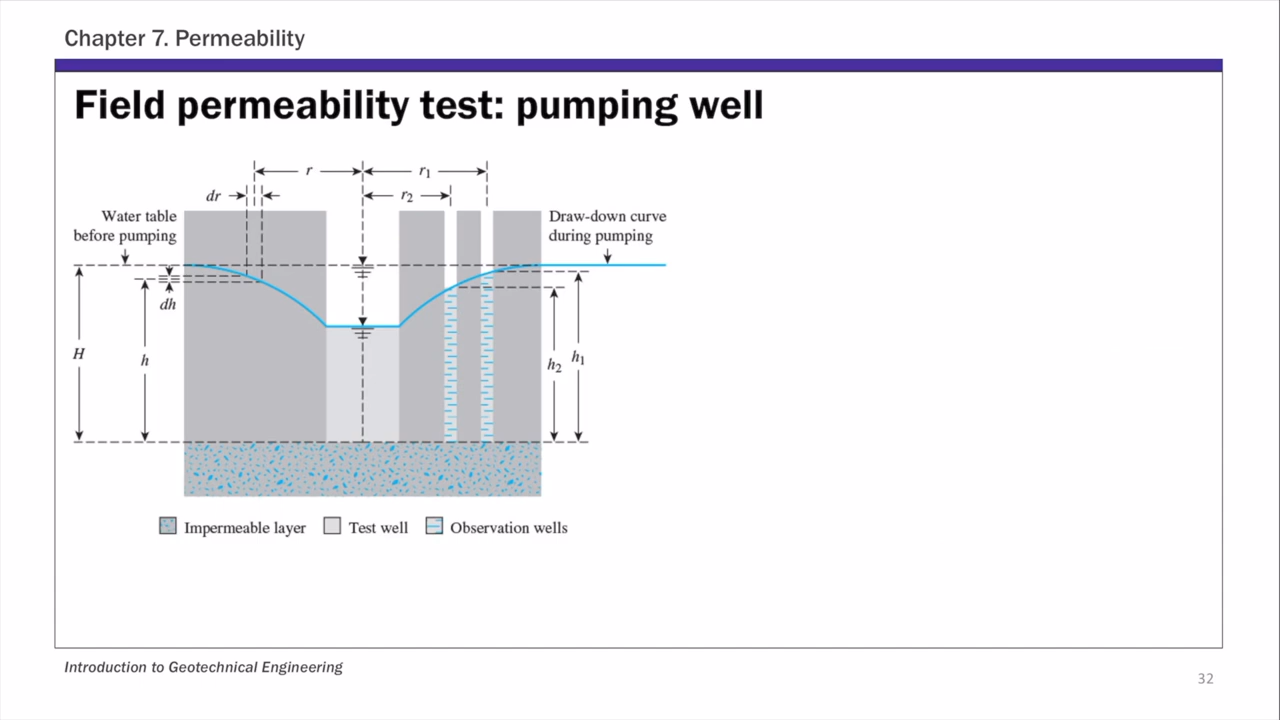 Chapter 7. Permeability
Field permeability test: pumping well
r
r1
dr
r2
Water table
before pumping
Draw-down curve
during pumping
dh
H
h
h2
h1
Impermeable layer
Test well
Observation wells
Introduction to Geotechnical Engineering
32